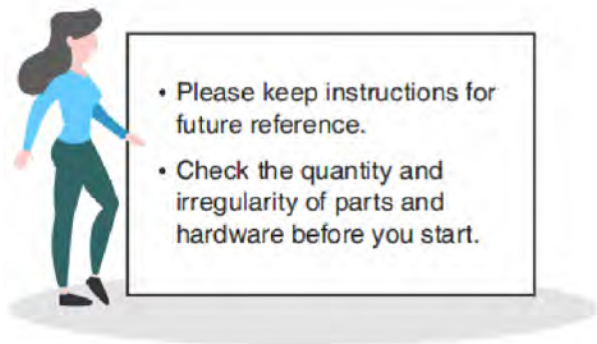 • Please keep instructions for
future reference.
• Check the quantity and
irregularity of parts and
hardware before you start.